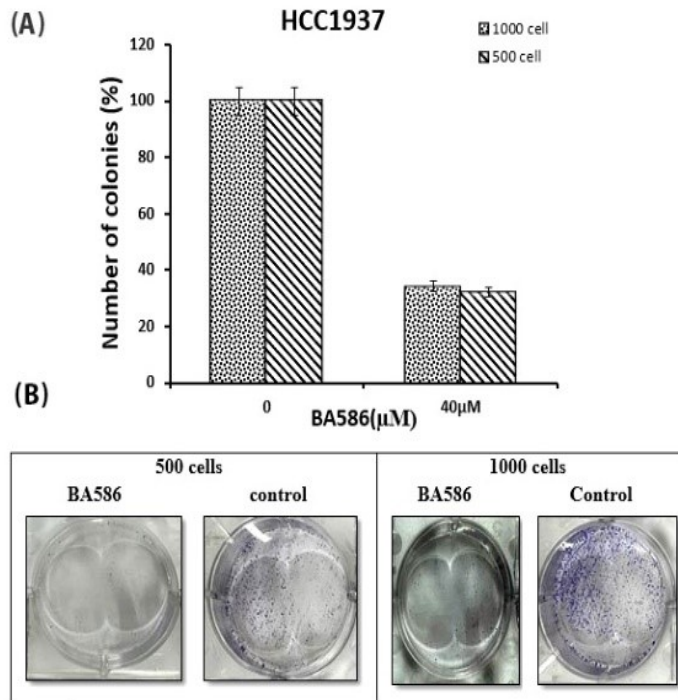 (A)
HCC1937
1000 cell
500 cell
Number of colonies (%)
120
100
80
60
40
20
0
0
40µM
BA586(µM)
(B)
500 cells
1000 cells
BA586
control
BA586
Control